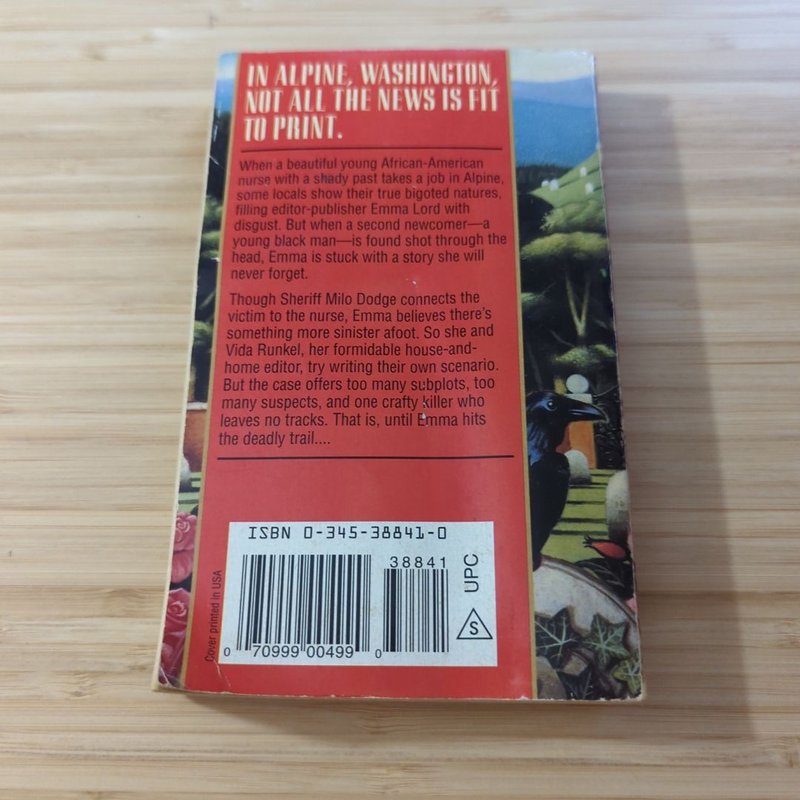 IN ALPINE, WASHINGTON,
NOT ALL THE NEWS IS FIT
TO PRINT.
When a beautiful young African-American
nurse with a shady past takes a job in Alpine,
some locals show their true bigoted natures,
filling editor-publisher Emma Lord with
disgust. But when a second newcomer—a
young black man—is found shot through the
head, Emma is stuck with a story she will
never forget.
Though Sheriff Milo Dodge connects the
victim to the nurse, Emma believes there's
something more sinister afoot. So she and
Vida Runkel, her formidable house-and-
home editor, try writing their own scenario.
But the case offers too many subplots, too
many suspects, and one crafty killer who
leaves no tracks. That is, until Emma hits
the deadly trail....
Cover printed in USA
ISBN 0-345-38841-0
38841
0 70999 00499 0
UPC
S